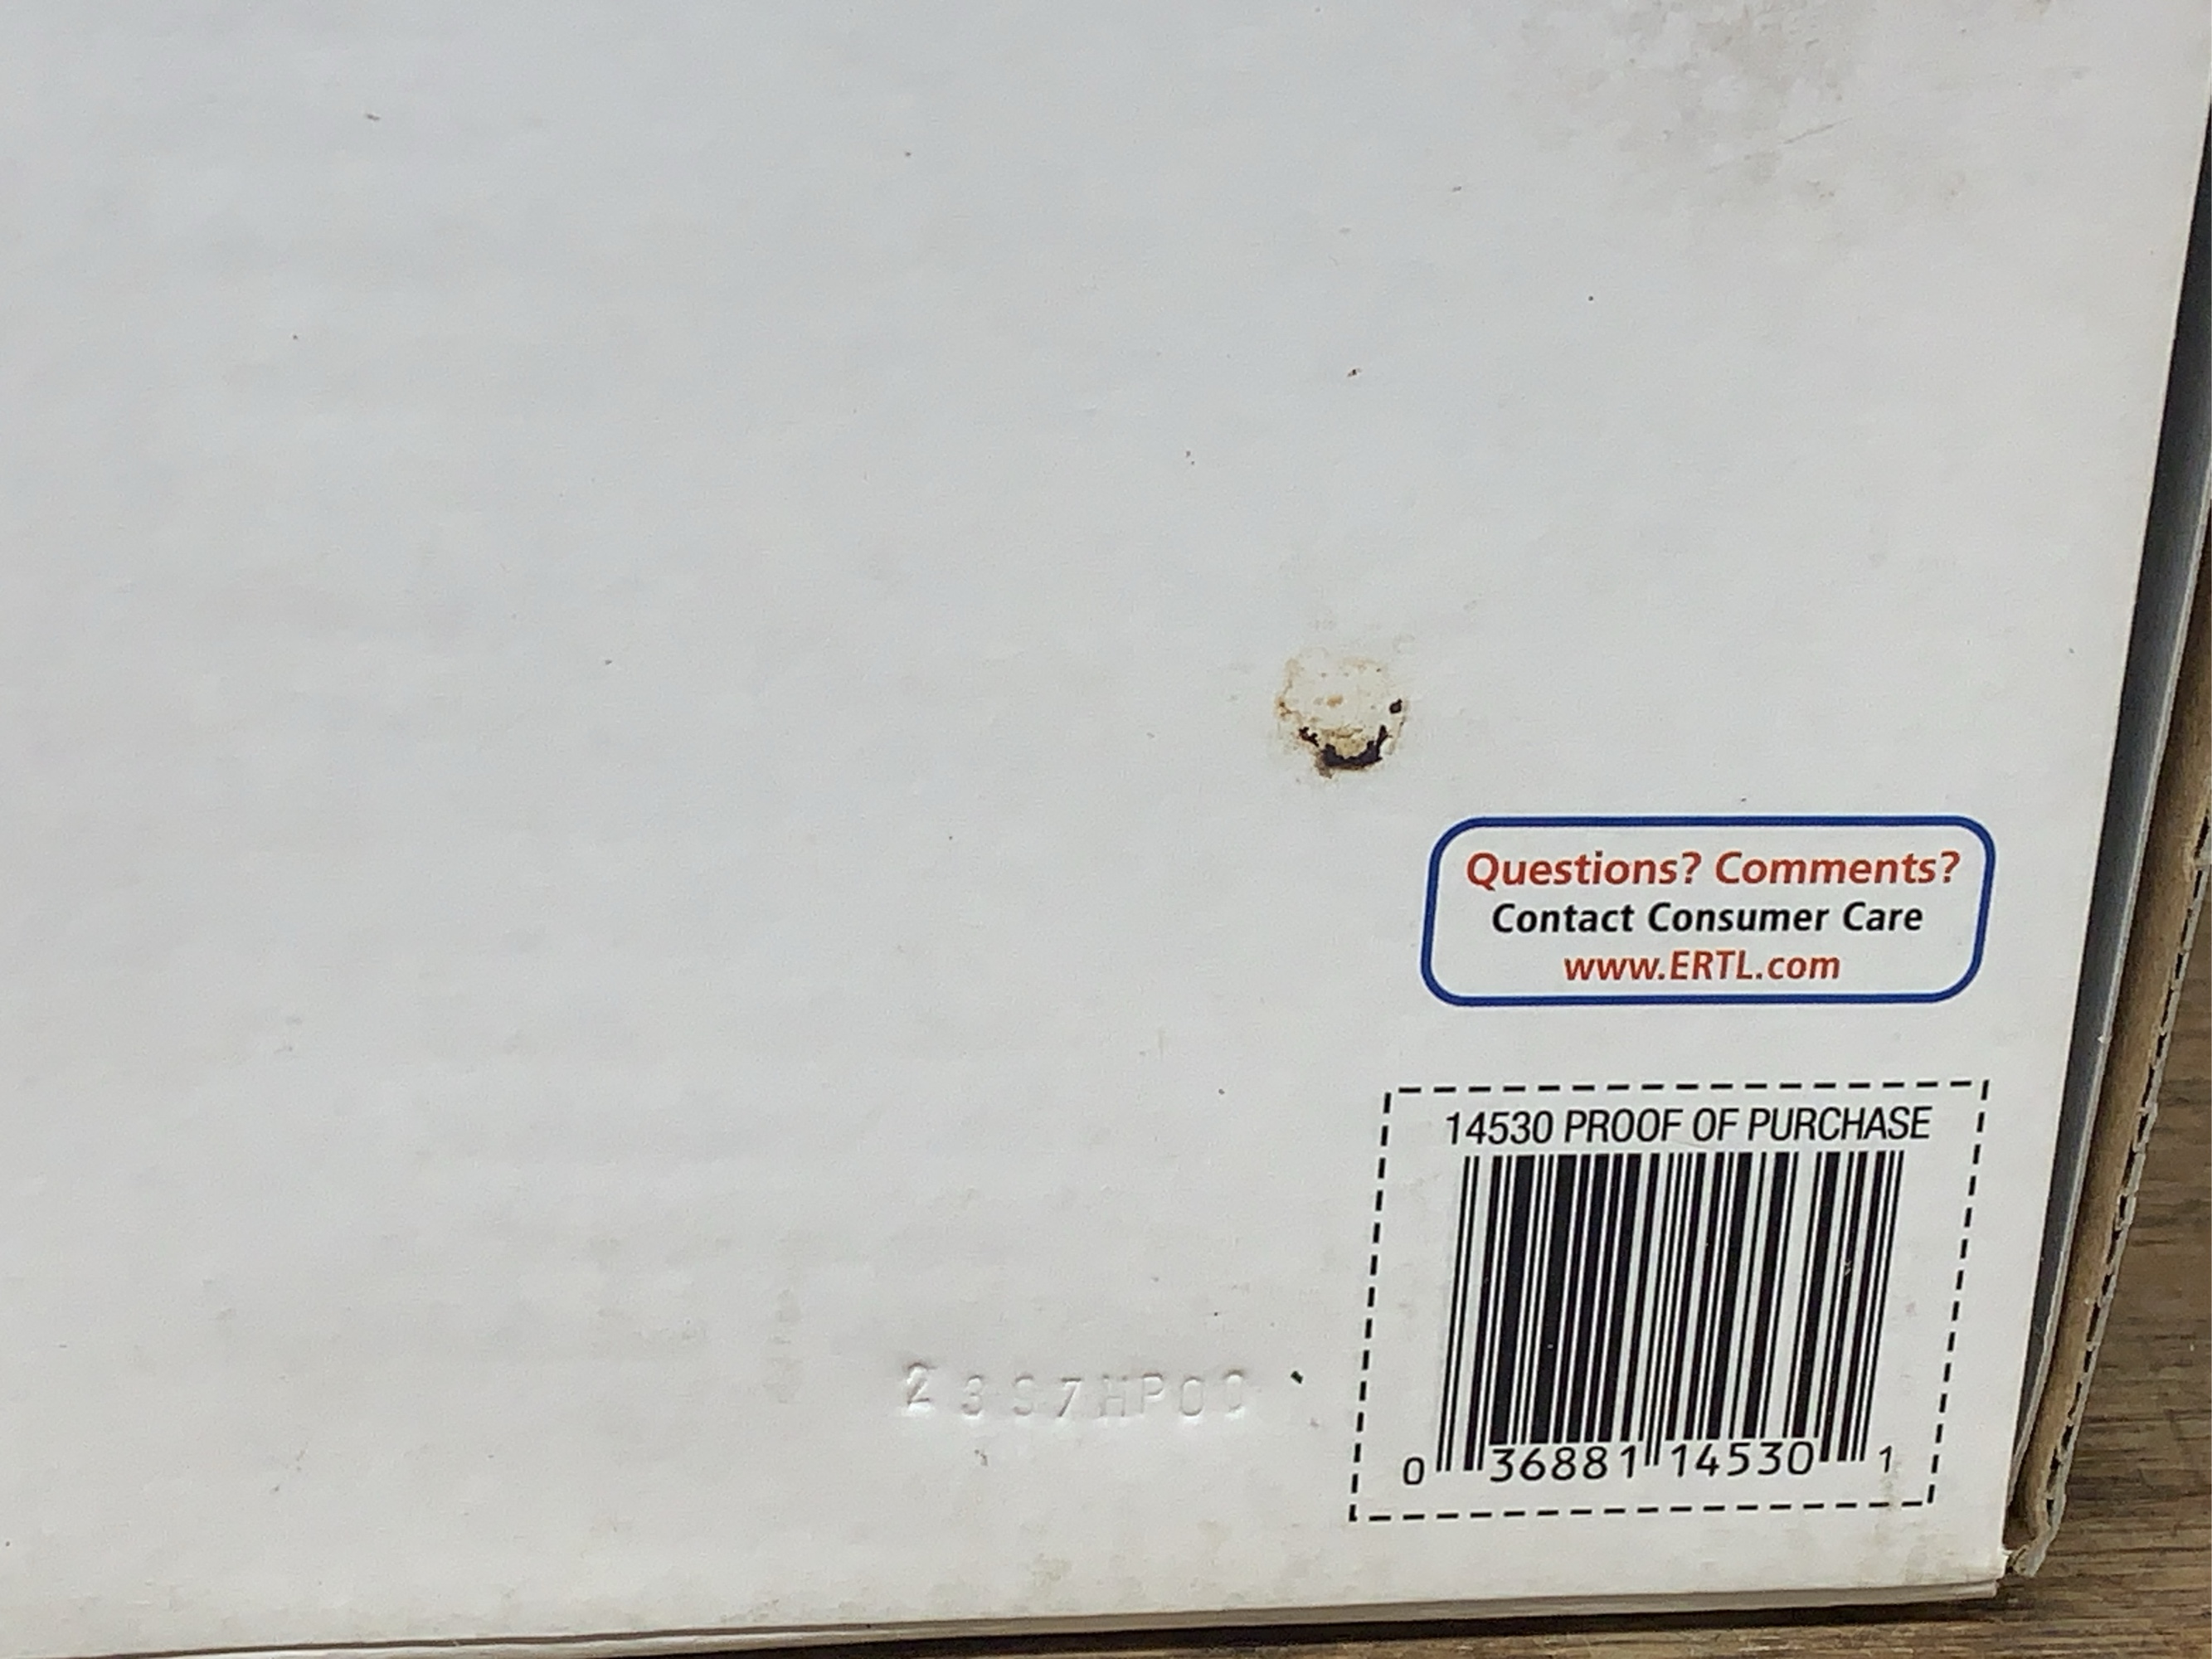 Questions? Comments?
Contact Consumer Care
www.ERTL.com
14530 PROOF OF PURCHASE
0 36881 14530 1